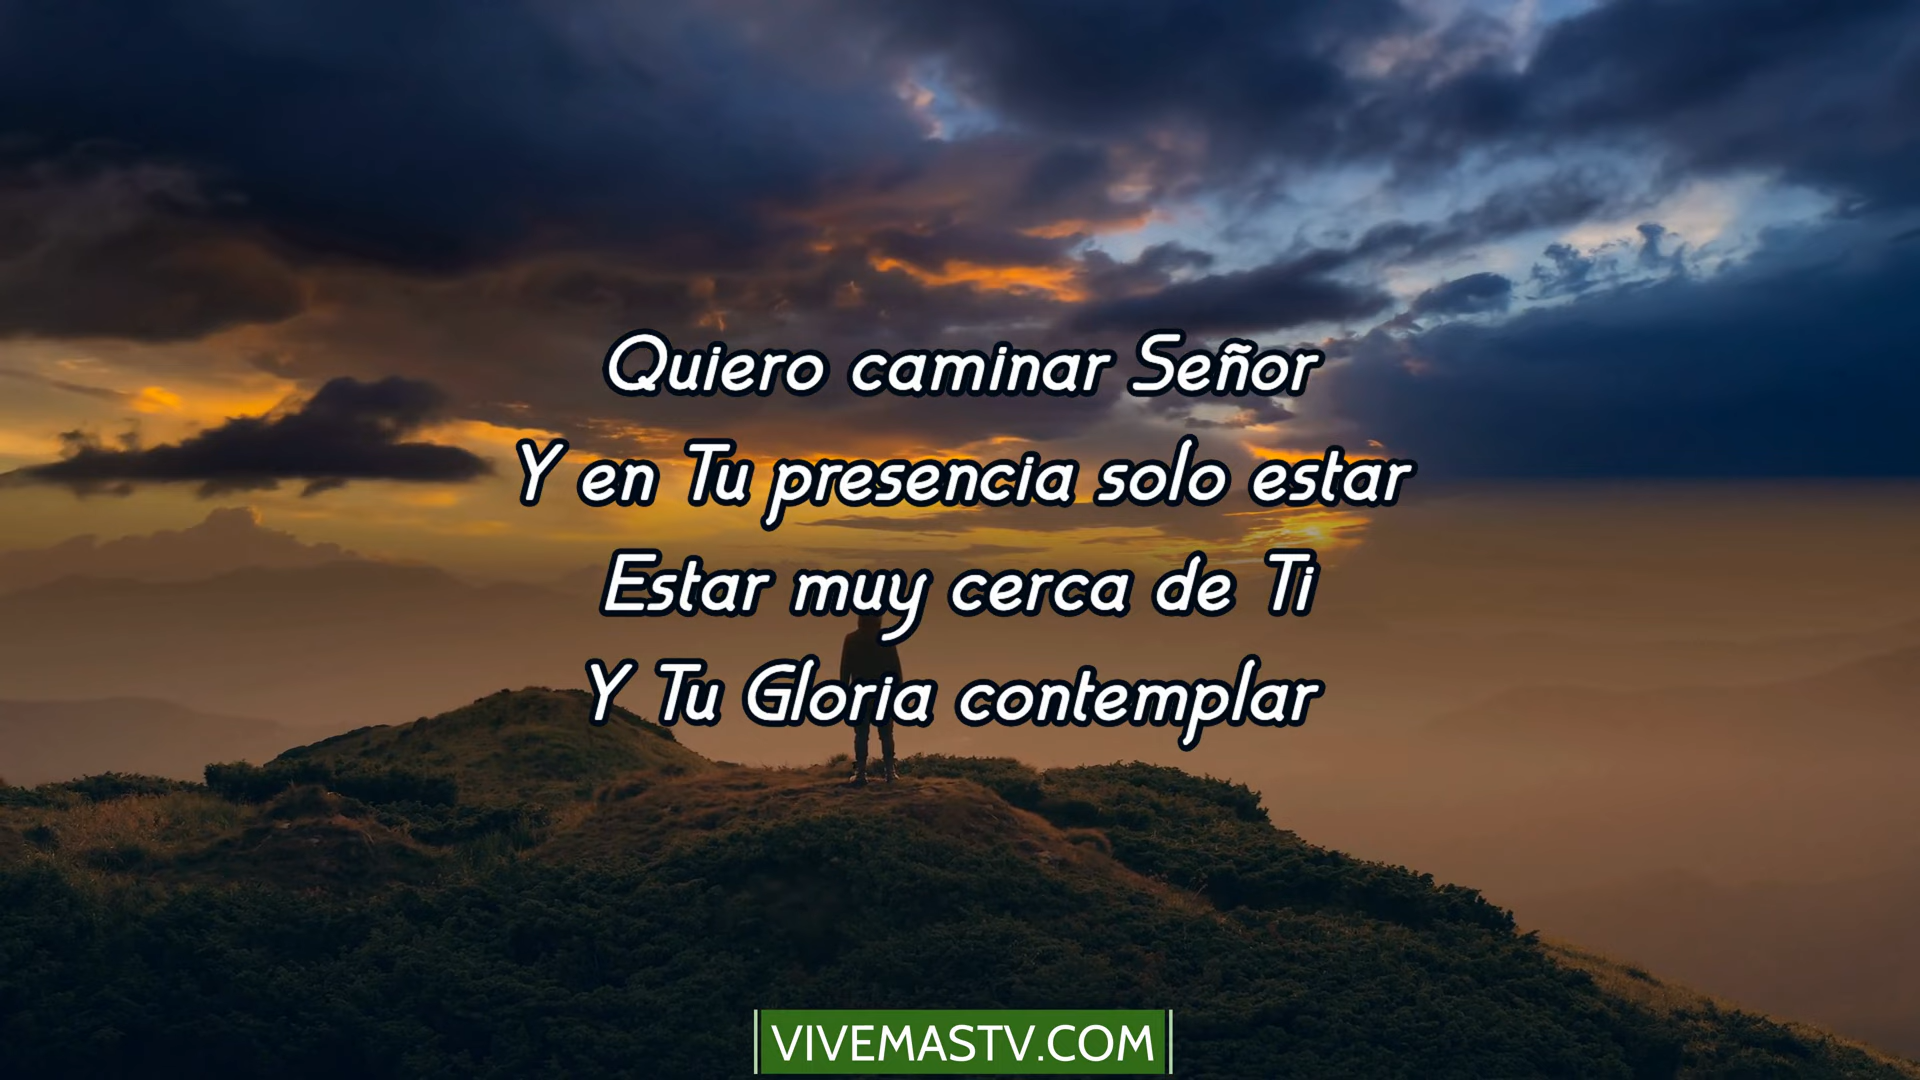 Quiero caminar Señor
Y en Tu presencia solo estar
Estar muy cerca de Ti
Y Tu Gloria contemplar
VIVEMASTV.COM